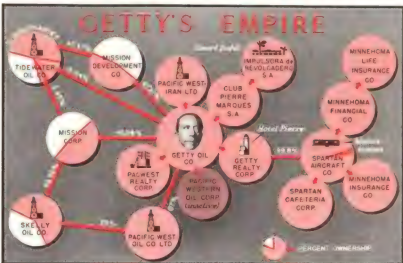 GETTY'S EMPIRE
TIDEWATER
OIL CO
MISSION
DEVELOPMENT
CO
PACIFIC WEST-
IRAN LTD
CLUB
PIERRE
MARQUES
S.A
IMPULSORA de
REVOLCADERO
S.A.
MINNEHOMA
LIFE
INSURANCE
CO
MINNEHOMA
FINANCIAL
CO
MISSION
CORP
GETTY OIL
CO
Hotel Pierre
GETTY
REALTY
CORP
SPARTAN
AIRCRAFT
CO
PACWEST
REALTY
CORP.
PACIFIC
WESTERN
OIL CORP.
SPARTAN
CAFETERIA
CORP.
MINNEHOMA
INSURANCE
CO
SKELLY
OIL CO.
PACIFIC WEST-
OIL CO LTD
PERCENT OWNERSHIP